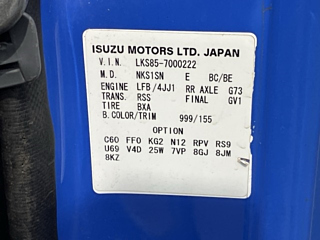 ISUZU MOTORS LTD. JAPAN
V.I.N. LKS85-7000222
M.D. NKS1SN E BC/BE
ENGINE LFB/4JJ1 RR AXLE G73
TRANS. RSS FINAL GV1
TIRE BXA
B.COLOR/TRIM 999/155
OPTION
C60 FF0 KG2 N12 RPV RS9
U69 V4D 25W 7VP 8GJ 8JM
8KZ